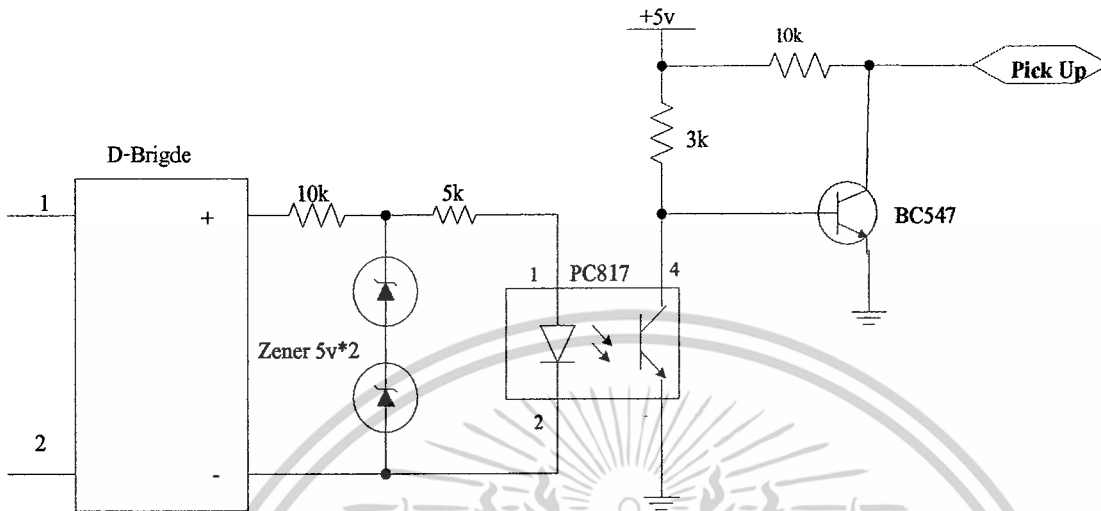 +5v
10k
Pick Up
3k
D-Brigde
1
+
10k
5k
BC547
1
PC817
4
Zener 5v*2
2
2
-